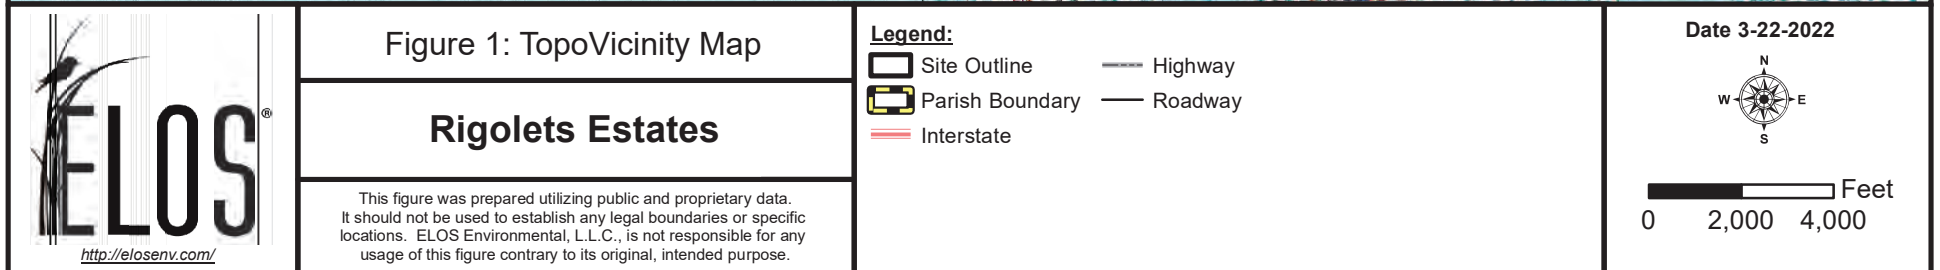 ELOS®
http://elosenv.com/
Figure 1: TopoVicinity Map
Rigolets Estates
This figure was prepared utilizing public and proprietary data.
It should not be used to establish any legal boundaries or specific
locations. ELOS Environmental, L.L.C., is not responsible for any
usage of this figure contrary to its original, intended purpose.
Legend:
Site Outline
Parish Boundary
Interstate
Highway
Roadway
Date 3-22-2022
N
W E
S
Feet
0 2,000 4,000